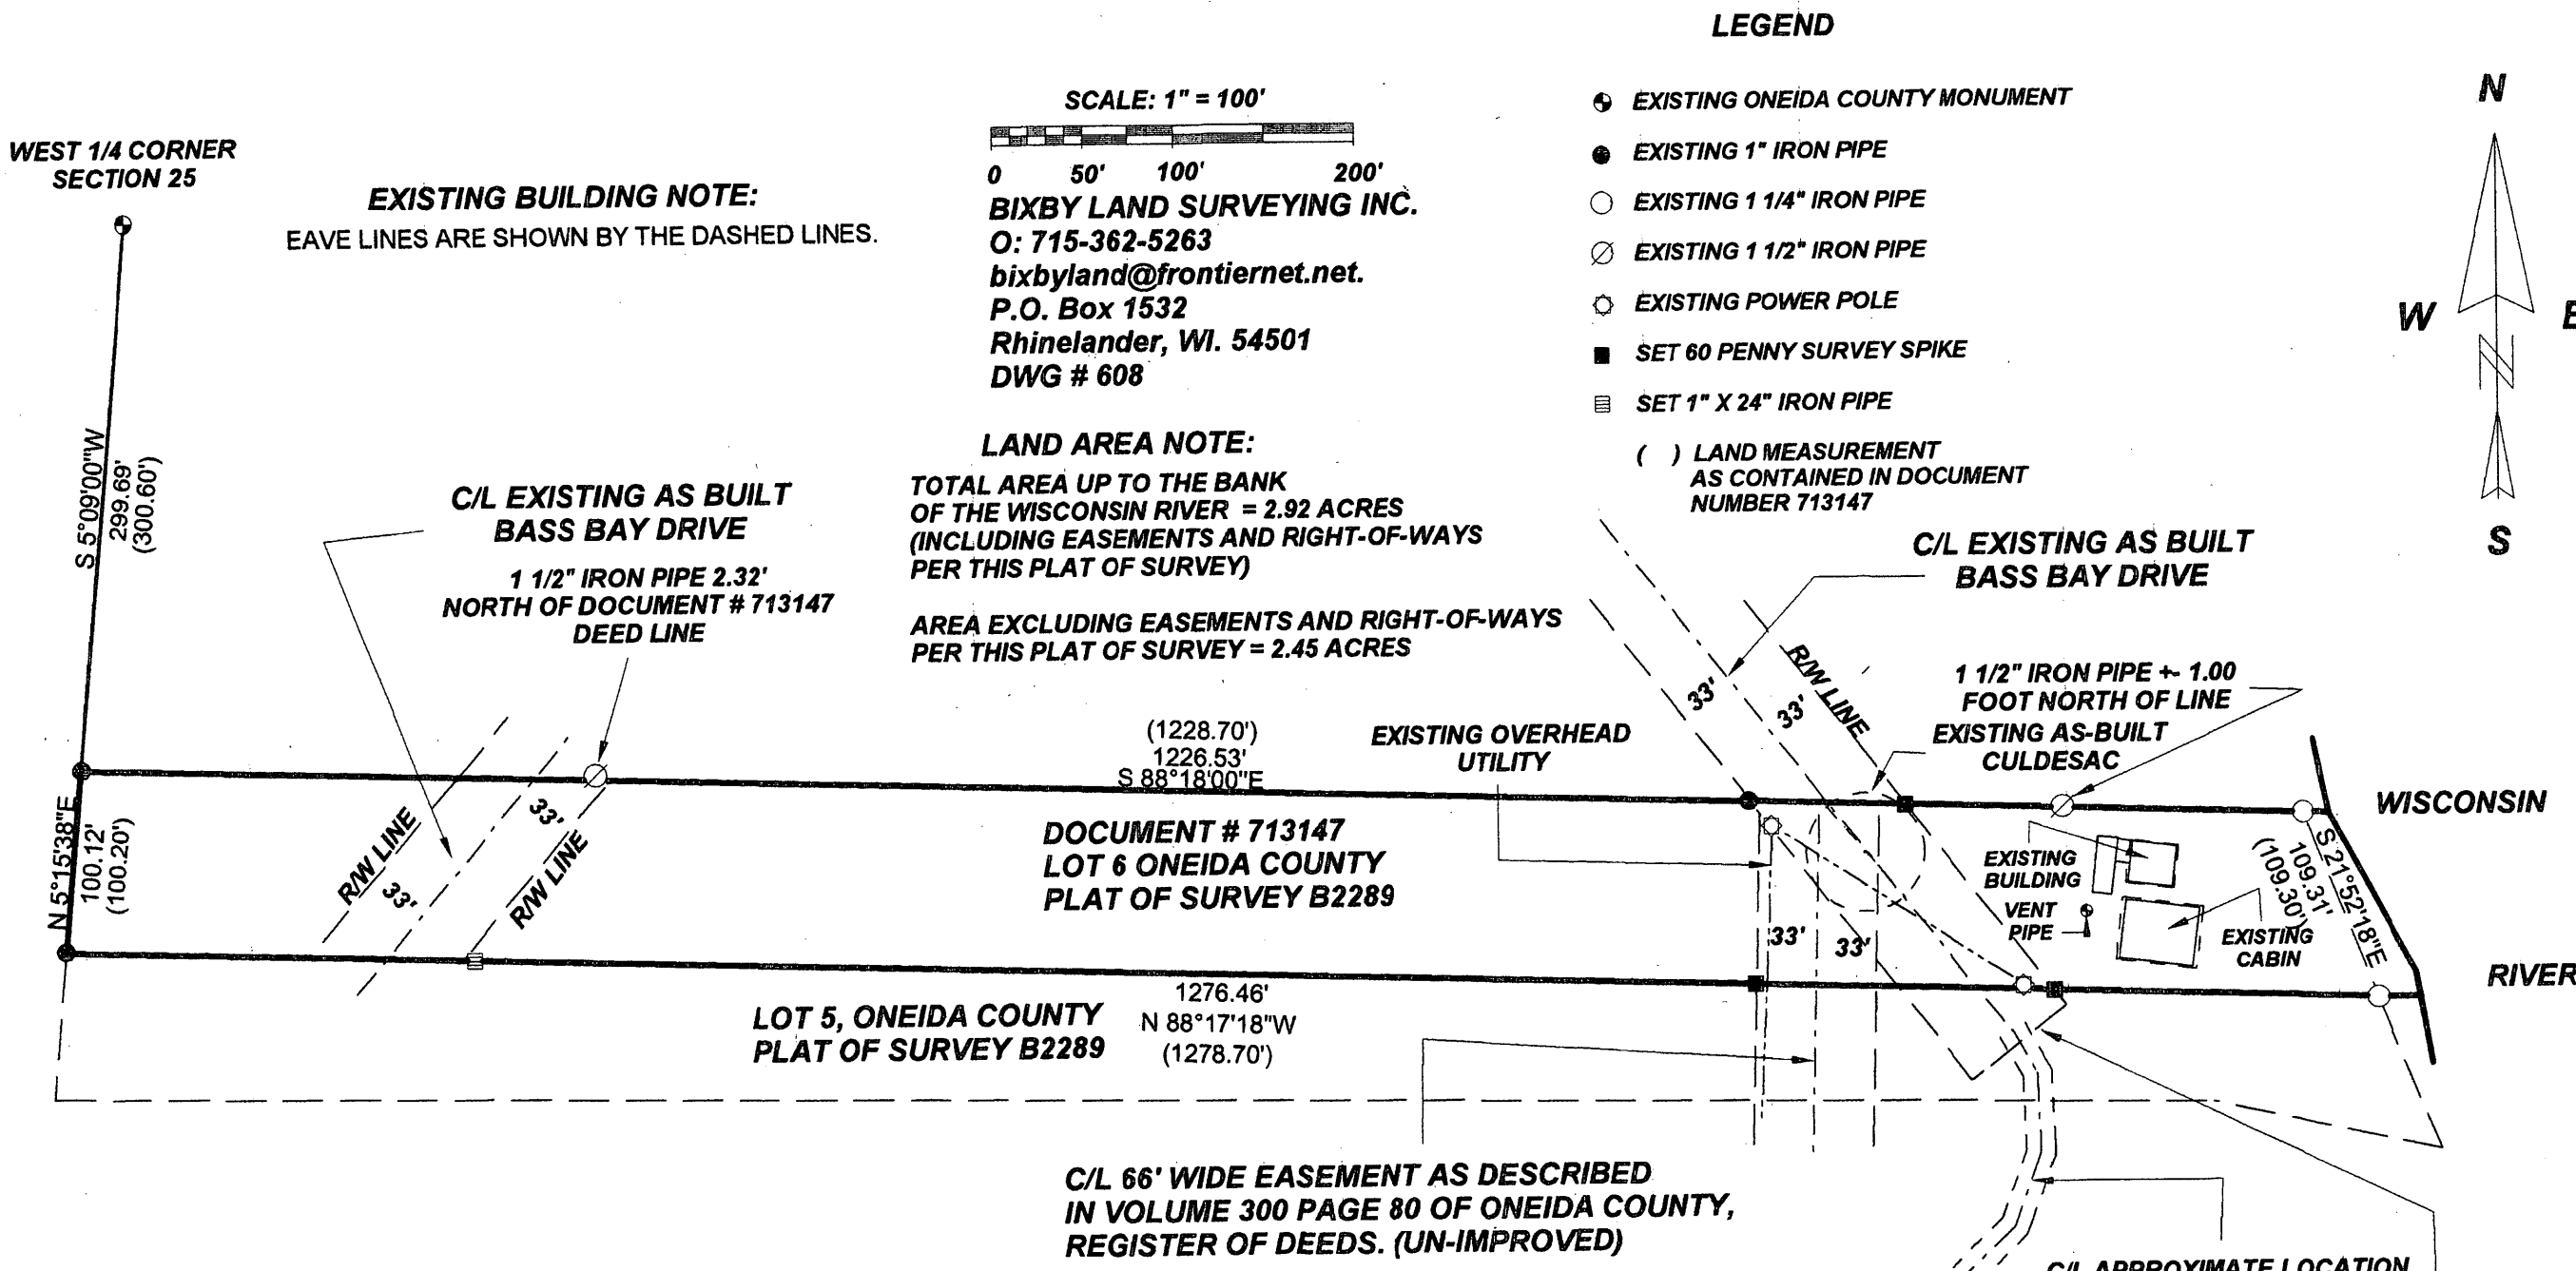 LEGEND
SCALE: 1" = 100'
0 50' 100' 200'
BIXBY LAND SURVEYING INC.
O: 715-362-5263
bixbyland@frontiernet.net.
P.O. Box 1532
Rhinelander, WI. 54501
DWG # 608
EXISTING ONEIDA COUNTY MONUMENT
EXISTING 1" IRON PIPE
EXISTING 1 1/4" IRON PIPE
EXISTING 1 1/2" IRON PIPE
EXISTING POWER POLE
SET 60 PENNY SURVEY SPIKE
SET 1" X 24" IRON PIPE
( ) LAND MEASUREMENT
AS CONTAINED IN DOCUMENT
NUMBER 713147
N
W E
N
S
WEST 1/4 CORNER
SECTION 25
EXISTING BUILDING NOTE:
EAVE LINES ARE SHOWN BY THE DASHED LINES.
S 5°09'00"W
299.69'
(300.60')
C/L EXISTING AS BUILT
BASS BAY DRIVE
1 1/2" IRON PIPE 2.32'
NORTH OF DOCUMENT # 713147
DEED LINE
LAND AREA NOTE:
TOTAL AREA UP TO THE BANK
OF THE WISCONSIN RIVER = 2.92 ACRES
(INCLUDING EASEMENTS AND RIGHT-OF-WAYS
PER THIS PLAT OF SURVEY)
AREA EXCLUDING EASEMENTS AND RIGHT-OF-WAYS
PER THIS PLAT OF SURVEY = 2.45 ACRES
C/L EXISTING AS BUILT
BASS BAY DRIVE
R/W LINE
33'
33'
1 1/2" IRON PIPE +- 1.00
FOOT NORTH OF LINE
EXISTING AS-BUILT
CULDESAC
EXISTING OVERHEAD
UTILITY
(1228.70')
1226.53'
S 88°18'00"E
N 5°15'38"E
100.12'
(100.20')
R/W LINE
33'
33'
R/W LINE
DOCUMENT # 713147
LOT 6 ONEIDA COUNTY
PLAT OF SURVEY B2289
33'
33'
EXISTING
BUILDING
VENT
PIPE
EXISTING
CABIN
S 21°52'18"E
109.31'
(109.30')
WISCONSIN
RIVER
LOT 5, ONEIDA COUNTY
PLAT OF SURVEY B2289
1276.46'
N 88°17'18"W
(1278.70')
C/L 66' WIDE EASEMENT AS DESCRIBED
IN VOLUME 300 PAGE 80 OF ONEIDA COUNTY,
REGISTER OF DEEDS. (UN-IMPROVED)
C/L APPROXIMATE LOCATION